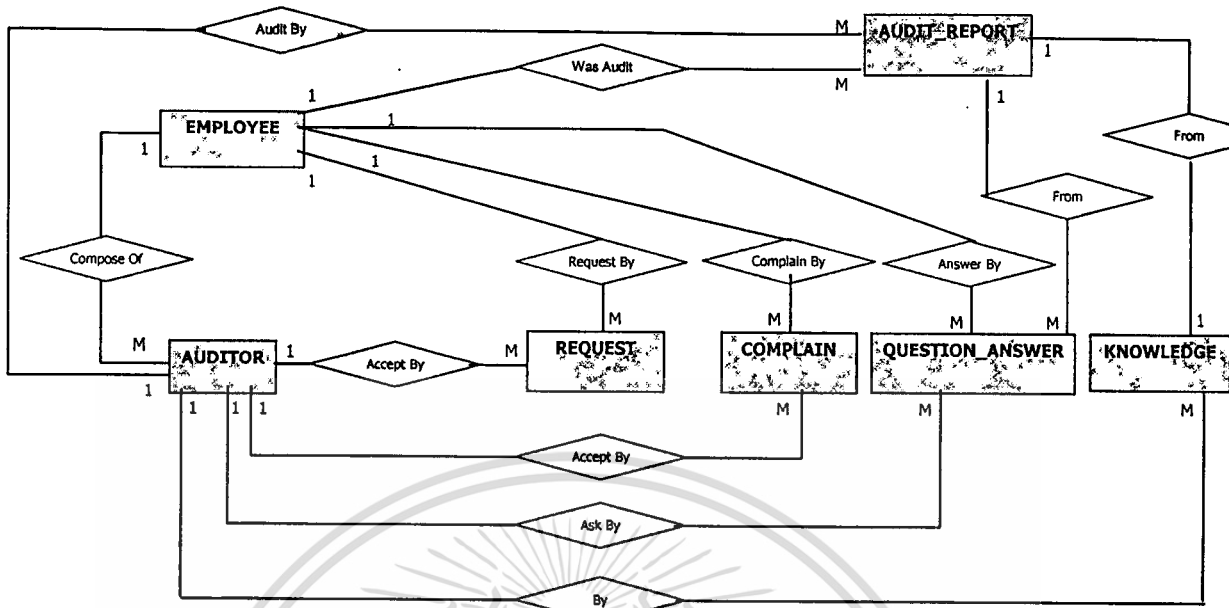 Audit By
M
AUDIT_REPORT
1
Was Audit
M
1
1
EMPLOYEE
1
From
1
1
1
From
Compose Of
Request By
Complain By
Answer By
M
M
M
M
M
1
AUDITOR
1
Accept By
M
REQUEST
COMPLAIN
QUESTION_ANSWER
KNOWLEDGE
1
1
1
1
M
M
M
Accept By
Ask By
By